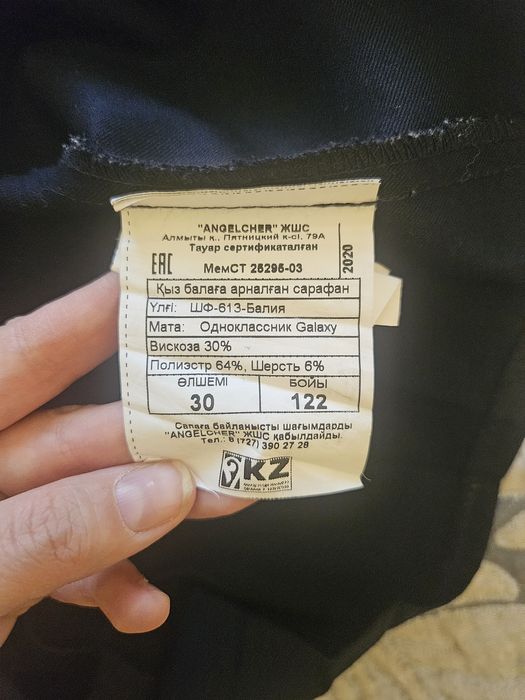 "ANGELCHER" ЖШС
Алматы қ., Пятницкий к-сі, 79А
Тауар сертификаталған
EAC МемСТ 25295-03
2020
Қыз балаға арналған сарафан
Үлгі: ШФ-613-Балия
Мата: Одноклассник Galaxy
Вискоза 30%
Полиэстр 64%, Шерсть 6%
ӨЛШЕМІ БОЙЫ
30 122
Сапаға байланысты шағымдарды
"ANGELCHER" ЖШС қабылдайды.
Тел.: 8 (727) 390 27 28
KZ